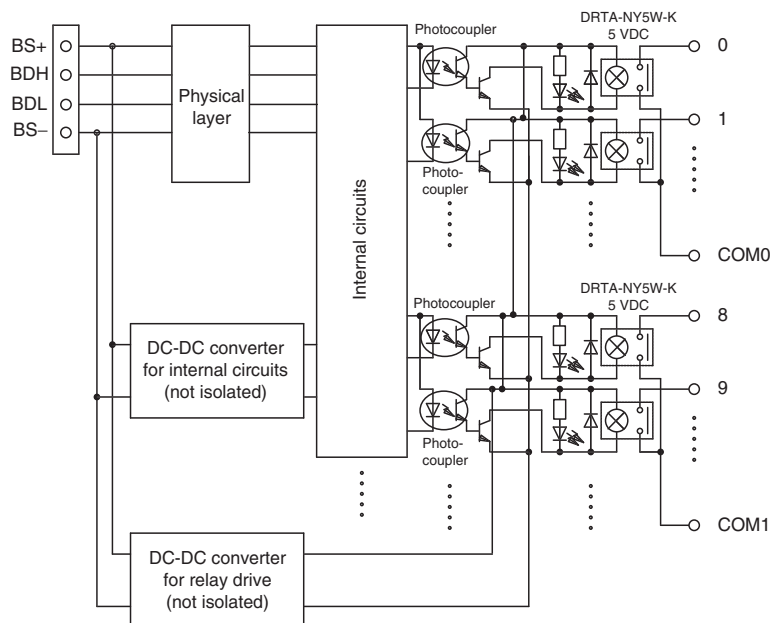 DRTA-NY5W-K
5 VDC
Photocoupler
BS+
BDH
BDL
BS−
Physical
layer
Internal circuits
0
1
Photo-
coupler
COM0
DRTA-NY5W-K
5 VDC
Photocoupler
8
DC-DC converter
for internal circuits
(not isolated)
9
Photo-
coupler
COM1
DC-DC converter
for relay drive
(not isolated)